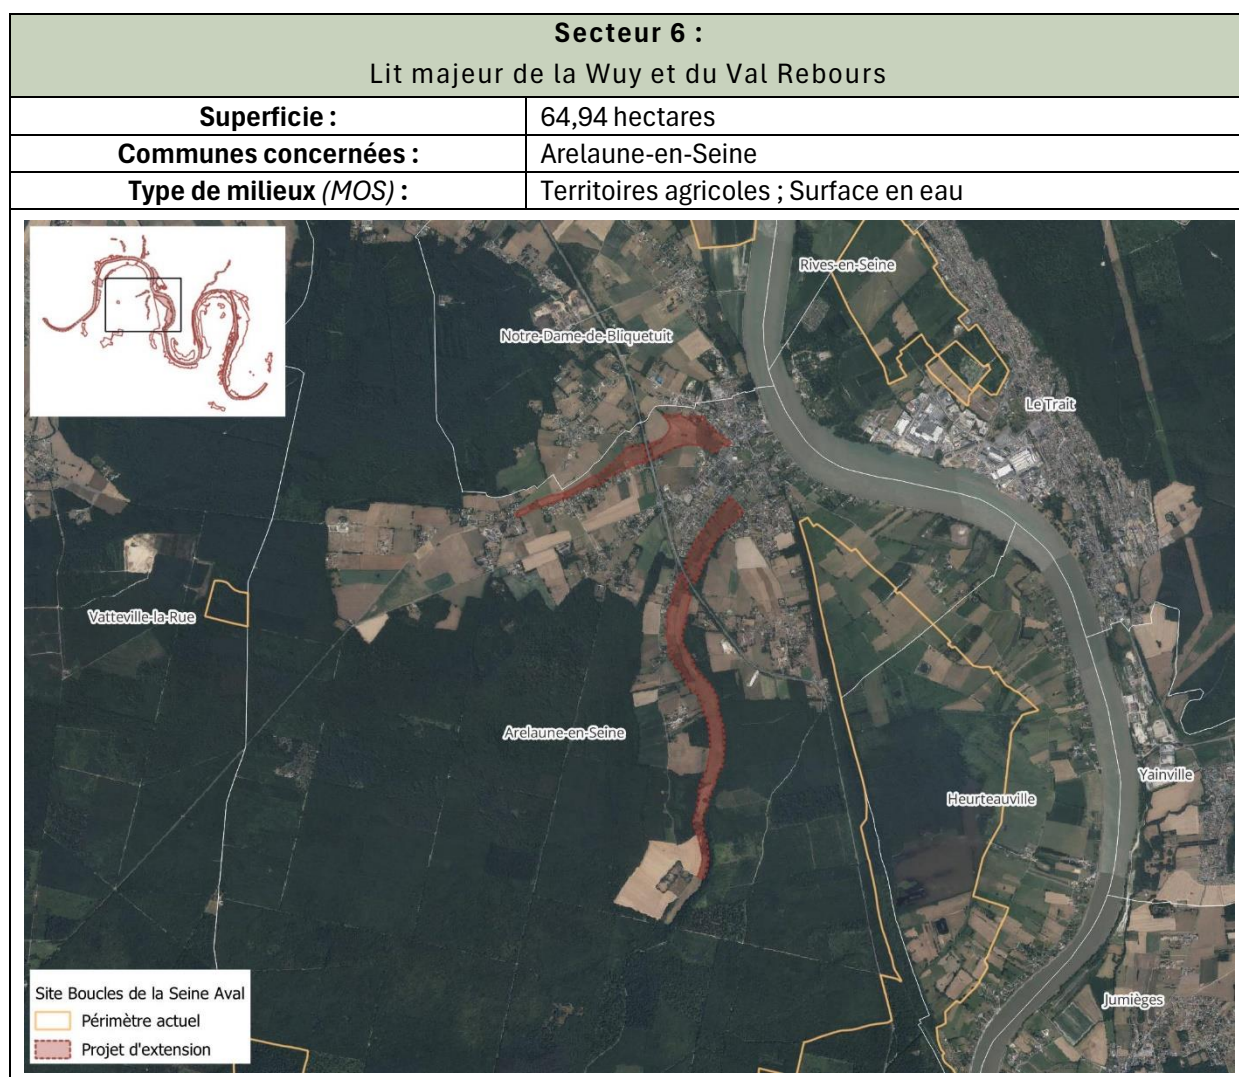 Secteur 6 :
Lit majeur de la Wuy et du Val Rebours
Superficie :
64,94 hectares
Communes concernées :
Arelaune-en-Seine
Type de milieux (MOS) :
Territoires agricoles ; Surface en eau
Rives-en-Seine
Notre-Dame-de-Bliquetuit
Le Trait
Vatteville-la-Rue
Arelaune-en-Seine
Yainville
Heurteauville
Jumièges
Site Boucles de la Seine Aval
Périmètre actuel
Projet d'extension